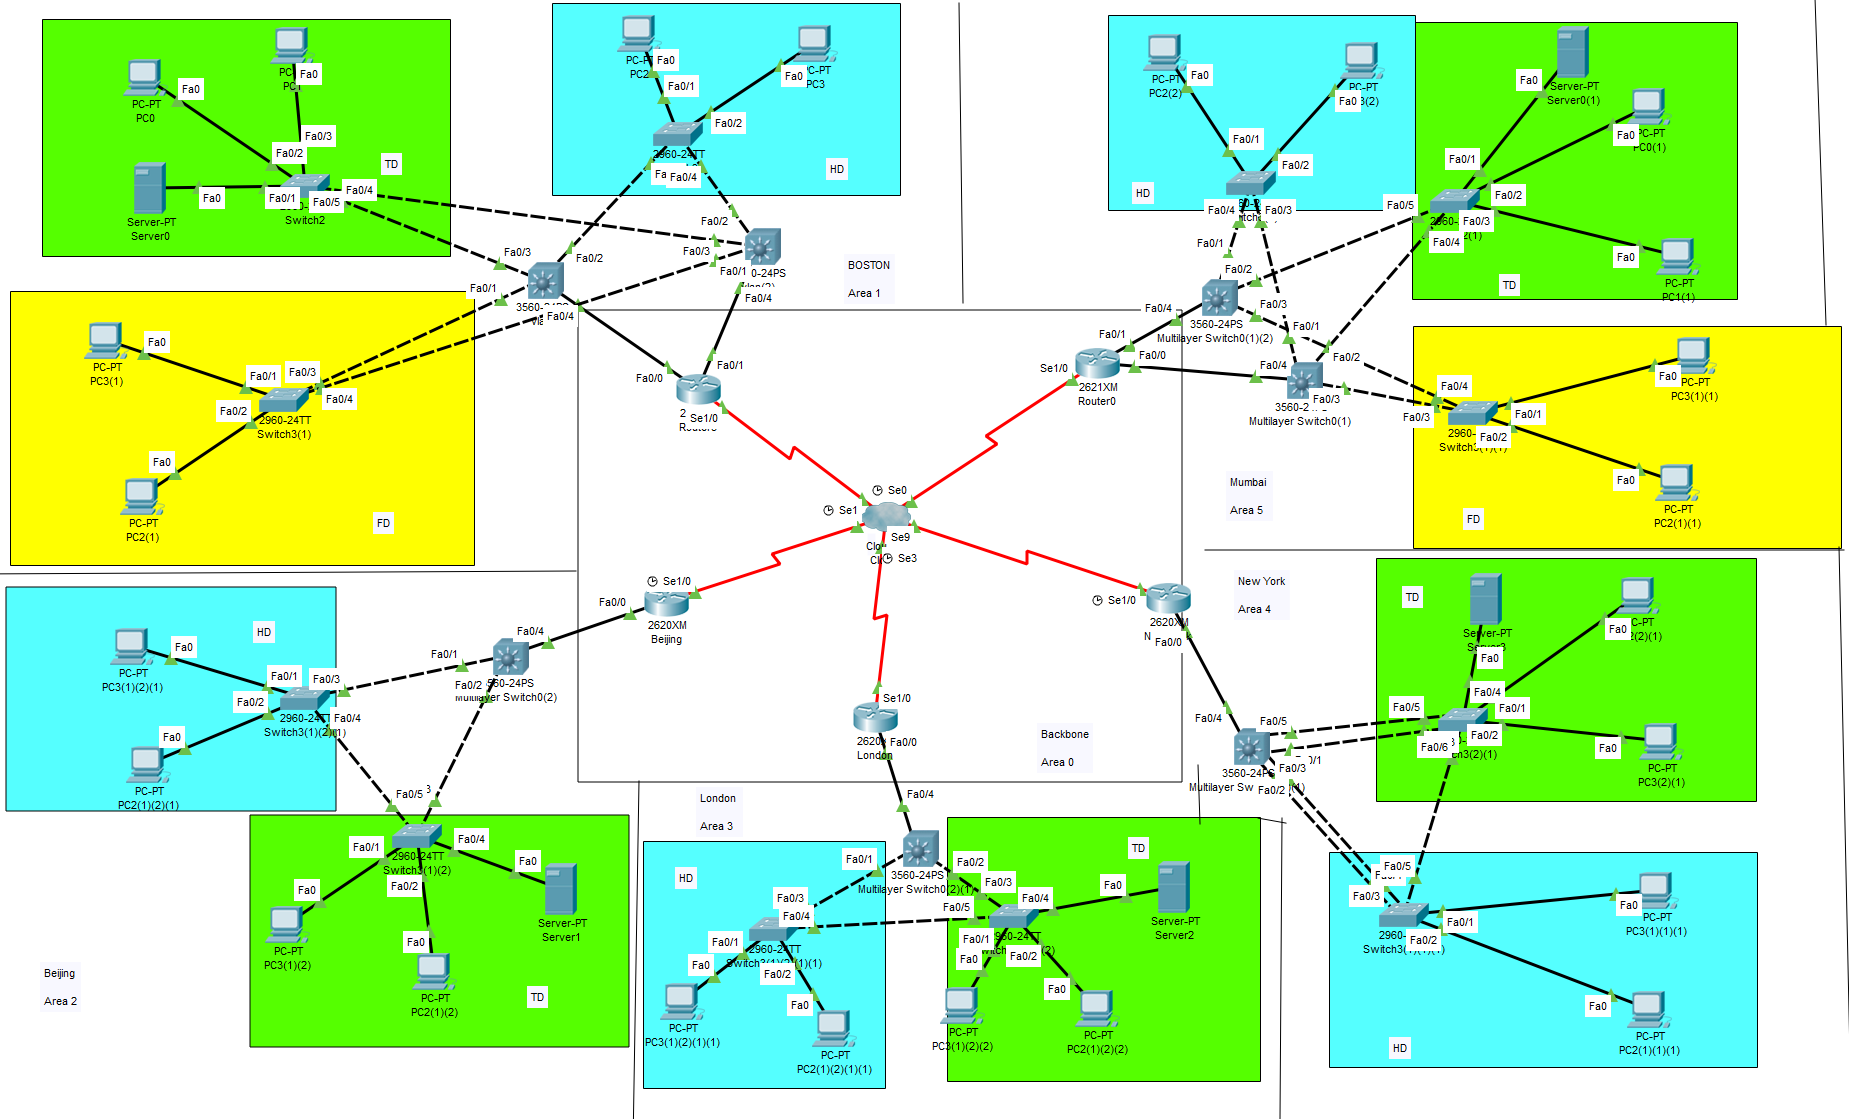 PC-PT
PC0
Fa0
Fa0
PC1
Fa0/3
Fa0/2
TD
Fa0
Fa0/1
Fa0/5
Fa0/4
Switch2
Server-PT
Server0
Fa0
Fa0/1
PC3
Fa0
Fa0/2
2960-24TT
Fa0/4
HD
Fa0/2
Fa0/3
Fa0/1
Fa0/4
BOSTON
Area 1
Fa0/3
Fa0/2
Fa0/1
Fa0/4
Fa0
PC-PT
PC3(1)
Fa0/1
Fa0/3
Fa0/4
Fa0/2
2960-24TT
Switch3(1)
Fa0
PC-PT
PC2(1)
FD
Fa0/0
Fa0/1
Se1/0
PC2(2)
Fa0
Fa0
Fa0/1
Fa0/2
HD
Fa0/4
Fa0/3
Fa0
Server-PT
Server0(1)
Fa0
PC-PT
PC0(1)
Fa0/1
Fa0/2
Fa0/5
Fa0/3
Fa0/4
Fa0
PC-PT
PC1(1)
TD
Fa0/1
Fa0/2
Fa0/4
Fa0/3
3560-24PS
Multilayer Switch0(1)(2)
Fa0/1
Fa0/2
Fa0/1
Fa0/0
Se1/0
2621XM
Router0
Fa0/4
Fa0/3
Multilayer Switch0(1)
Fa0
PC-PT
PC3(1)(1)
Fa0/4
Fa0/3
Fa0/1
Fa0/2
Fa0
PC-PT
PC2(1)(1)
FD
Mumbai
Area 5
Se0
Se1
Se9
Se3
Se1/0
Fa0/0
2620XM
Beijing
Se1/0
Fa0/0
New York
Area 4
Se1/0
Fa0/0
London
Backbone
Area 0
HD
Fa0
PC-PT
PC3(1)(2)(1)
Fa0/1
Fa0/3
Fa0/2
Fa0/4
Fa0
PC-PT
PC2(1)(2)(1)
Fa0/4
Fa0/1
Fa0/2
Multilayer Switch0(2)
Fa0/5
Fa0/1
Fa0/4
2960-24TT
Switch3(1)(2)
Fa0/2
Fa0
Fa0
Fa0
PC-PT
PC3(1)(2)
Server-PT
Server1
PC-PT
PC2(1)(2)
TD
Beijing
Area 2
London
Area 3
Fa0/4
3560-24PS
Fa0/1
Fa0/2
HD
Fa0/3
Fa0/4
Fa0/1
Fa0/2
Fa0
Fa0
PC-PT
PC3(1)(2)(1)(1)
PC-PT
PC2(1)(2)(1)(1)
TD
Fa0/3
Fa0/5
Fa0/4
Fa0
Fa0/1
Fa0/2
Fa0
Fa0
Server-PT
Server2
PC-PT
PC3(1)(2)(2)
PC-PT
PC2(1)(2)(2)
Fa0/4
Fa0/5
Fa0/3
Fa0/2
3560-24PS
TD
Server-PT
Fa0
Fa0
Fa0/4
Fa0/5
Fa0/1
Fa0/6
Fa0/2
Fa0
PC-PT
PC3(2)(1)
Fa0/5
Fa0/3
Fa0/1
Fa0/2
Fa0
PC-PT
PC3(1)(1)(1)
Fa0
PC-PT
PC2(1)(1)(1)
HD